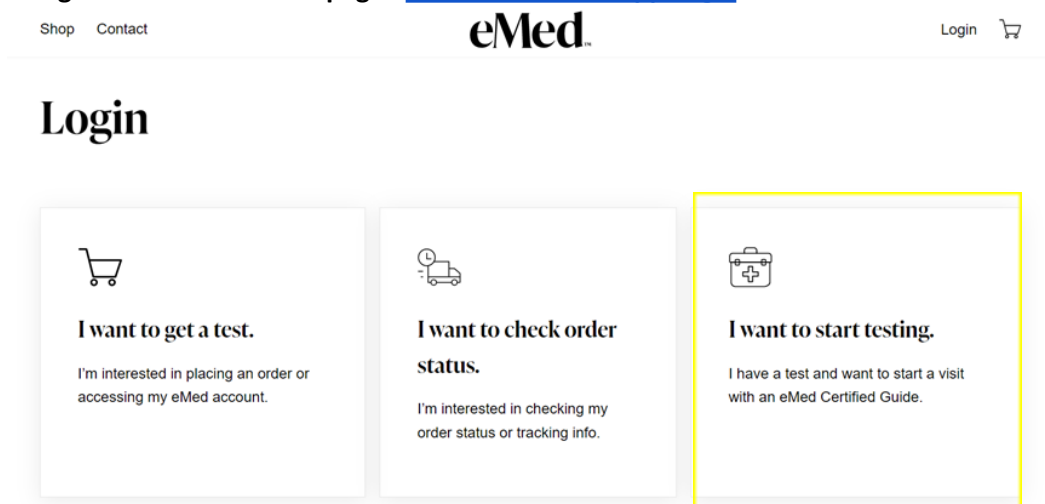 Shop Contact eMed™ Login
Login
I want to get a test.
I'm interested in placing an order or
accessing my eMed account.
I want to check order
status.
I'm interested in checking my
order status or tracking info.
I want to start testing.
I have a test and want to start a visit
with an eMed Certified Guide.